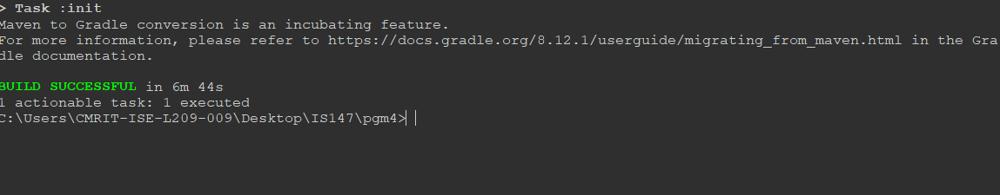 > Task :init
Maven to Gradle conversion is an incubating feature.
For more information, please refer to https://docs.gradle.org/8.12.1/userguide/migrating_from_maven.html in the Gra
dle documentation.
BUILD SUCCESSFUL in 6m 44s
1 actionable task: 1 executed
C:\Users\CMRIT-ISE-L209-009\Desktop\IS147\pgm4>